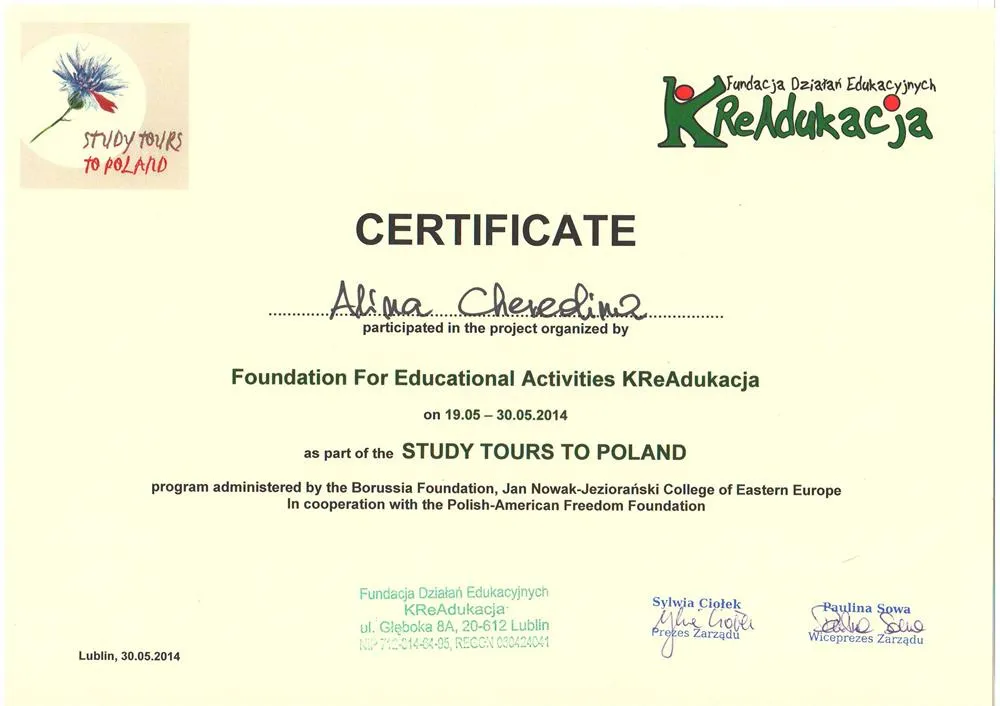 STUDY TOURS
TO POLAND
Fundacja Działań Edukacyjnych
KReAdukacja
CERTIFICATE
Alina Cheredina
participated in the project organized by
Foundation For Educational Activities KReAdukacja
on 19.05 – 30.05.2014
as part of the STUDY TOURS TO POLAND
program administered by the Borussia Foundation, Jan Nowak-Jeziorański College of Eastern Europe
In cooperation with the Polish-American Freedom Foundation
Fundacja Działań Edukacyjnych
KReAdukacja
ul. Głęboka 8A, 20-612 Lublin
Sylwia Ciołek
Prezes Zarządu
Paulina Sowa
Wiceprezes Zarządu
Lublin, 30.05.2014